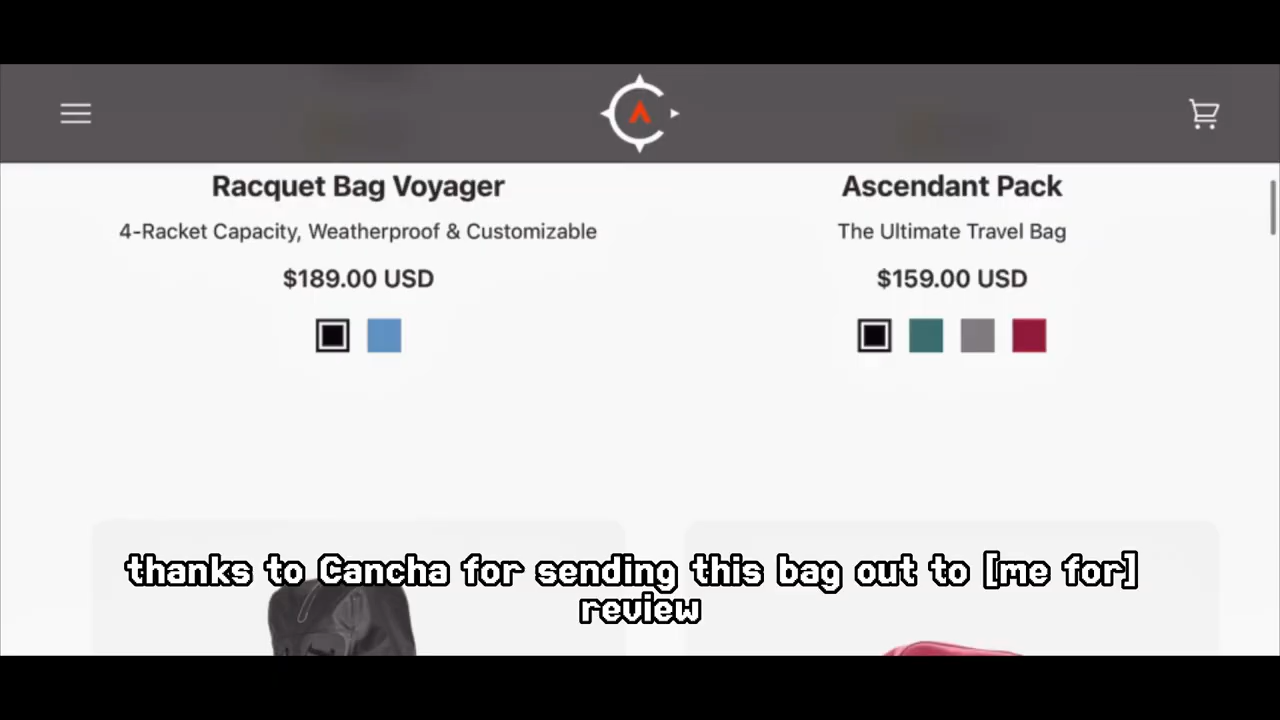 Racquet Bag Voyager
4-Racket Capacity, Weatherproof & Customizable
$189.00 USD
Ascendant Pack
The Ultimate Travel Bag
$159.00 USD
thanks to Cancha for sending this bag out to [me for]
review